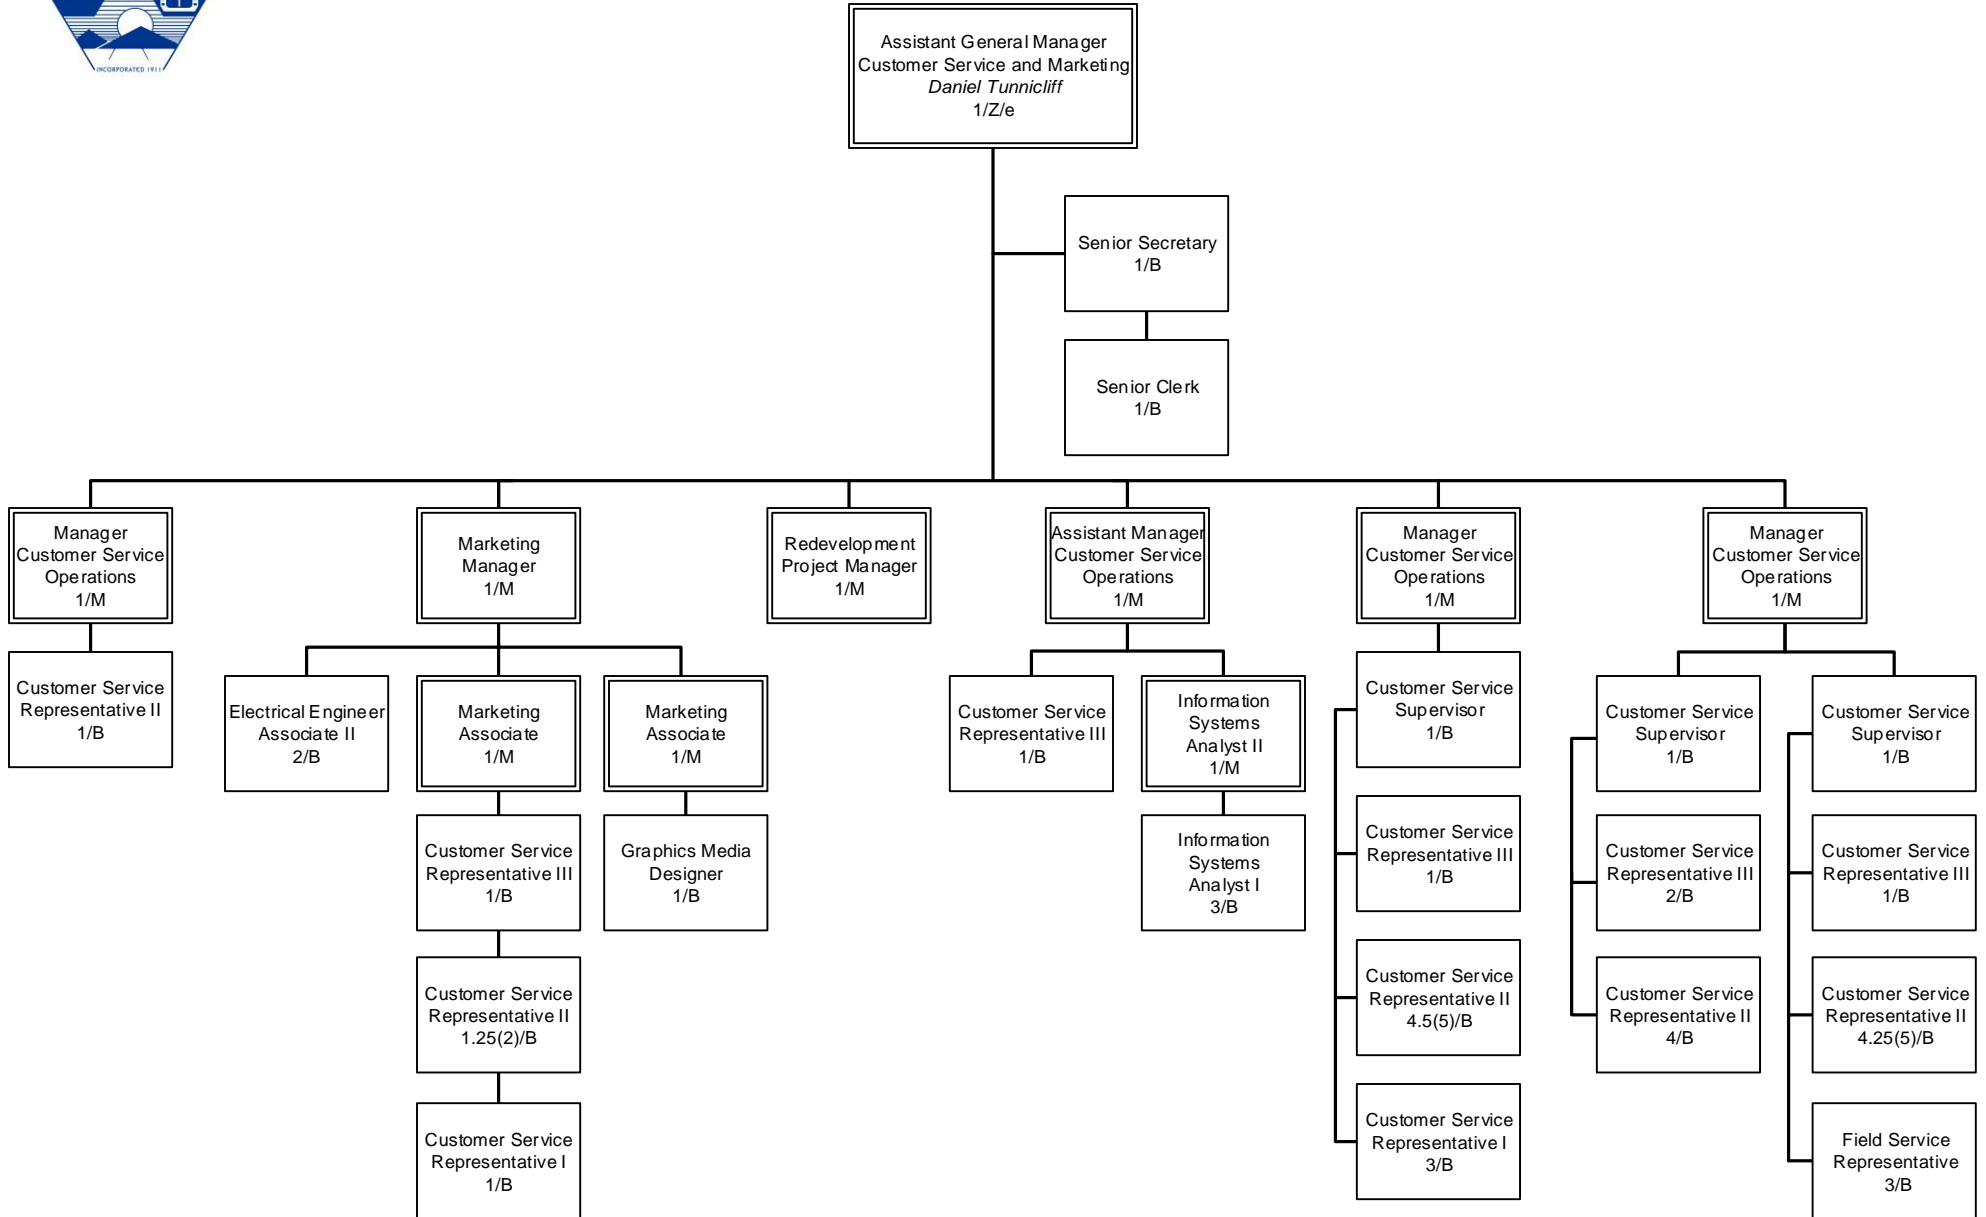 INCORPORATED 1911
Assistant General Manager
Customer Service and Marketing
Daniel Tunnicliff
1/Z/e
Senior Secretary
1/B
Senior Clerk
1/B
Manager
Customer Service
Operations
1/M
Marketing
Manager
1/M
Redevelopment
Project Manager
1/M
Assistant Manager
Customer Service
Operations
1/M
Manager
Customer Service
Operations
1/M
Manager
Customer Service
Operations
1/M
Customer Service
Representative II
1/B
Electrical Engineer
Associate II
2/B
Marketing
Associate
1/M
Marketing
Associate
1/M
Customer Service
Representative III
1/B
Information
Systems
Analyst II
1/M
Customer Service
Supervisor
1/B
Customer Service
Supervisor
1/B
Customer Service
Supervisor
1/B
Customer Service
Representative III
1/B
Graphics Media
Designer
1/B
Information
Systems
Analyst I
3/B
Customer Service
Representative III
1/B
Customer Service
Representative III
2/B
Customer Service
Representative III
1/B
Customer Service
Representative II
1.25(2)/B
Customer Service
Representative II
4.5(5)/B
Customer Service
Representative II
4/B
Customer Service
Representative II
4.25(5)/B
Customer Service
Representative I
1/B
Customer Service
Representative I
3/B
Field Service
Representative
3/B